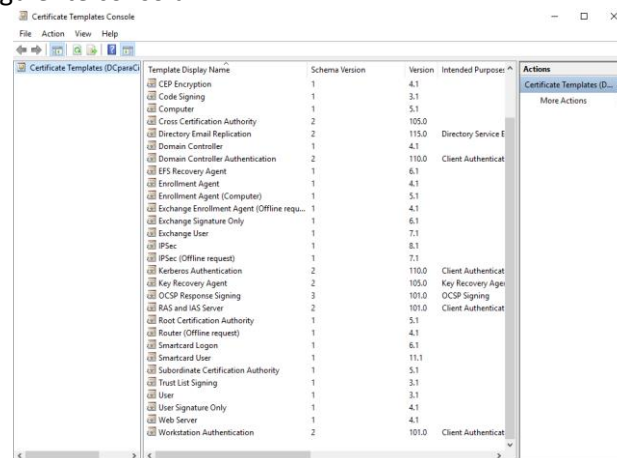 Certificate Templates Console
File Action View Help
Certificate Templates (DCparaCi
Template Display Name Schema Version Version Intended Purposes
CEP Encryption 1 4.1
Code Signing 1 3.1
Computer 1 5.1
Cross Certification Authority 2 105.0
Directory Email Replication 2 115.0 Directory Service E
Domain Controller 1 4.1
Domain Controller Authentication 2 110.0 Client Authenticat
EFS Recovery Agent 1 6.1
Enrollment Agent 1 4.1
Enrollment Agent (Computer) 1 5.1
Exchange Enrollment Agent (Offline requ... 1 4.1
Exchange Signature Only 1 6.1
Exchange User 1 7.1
IPSec 1 8.1
IPSec (Offline request) 1 7.1
Kerberos Authentication 2 110.0 Client Authenticat
Key Recovery Agent 2 105.0 Key Recovery Agen
OCSP Response Signing 3 101.0 OCSP Signing
RAS and IAS Server 2 101.0 Client Authenticat
Root Certification Authority 1 5.1
Router (Offline request) 1 4.1
Smartcard Logon 1 6.1
Smartcard User 1 11.1
Subordinate Certification Authority 1 5.1
Trust List Signing 1 3.1
User 1 3.1
User Signature Only 1 4.1
Web Server 1 4.1
Workstation Authentication 2 101.0 Client Authenticat
Actions
Certificate Templates (D...
More Actions